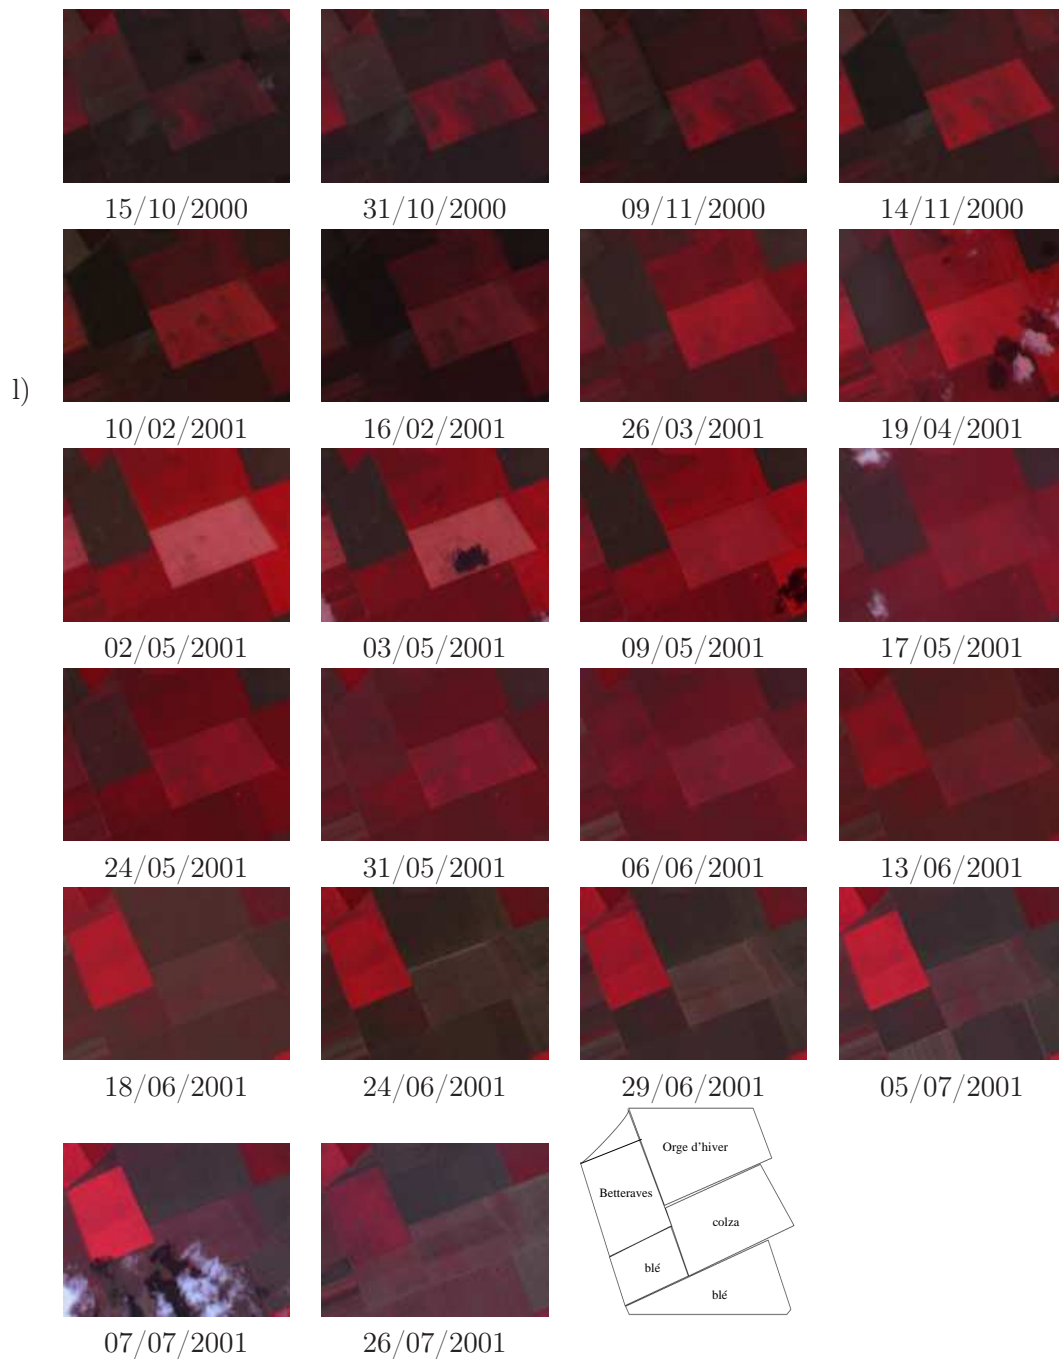 15/10/2000 31/10/2000 09/11/2000 14/11/2000
l)
10/02/2001 16/02/2001 26/03/2001 19/04/2001
02/05/2001 03/05/2001 09/05/2001 17/05/2001
24/05/2001 31/05/2001 06/06/2001 13/06/2001
18/06/2001 24/06/2001 29/06/2001 05/07/2001
Orge d'hiver
Betteraves
colza
blé
blé
07/07/2001 26/07/2001